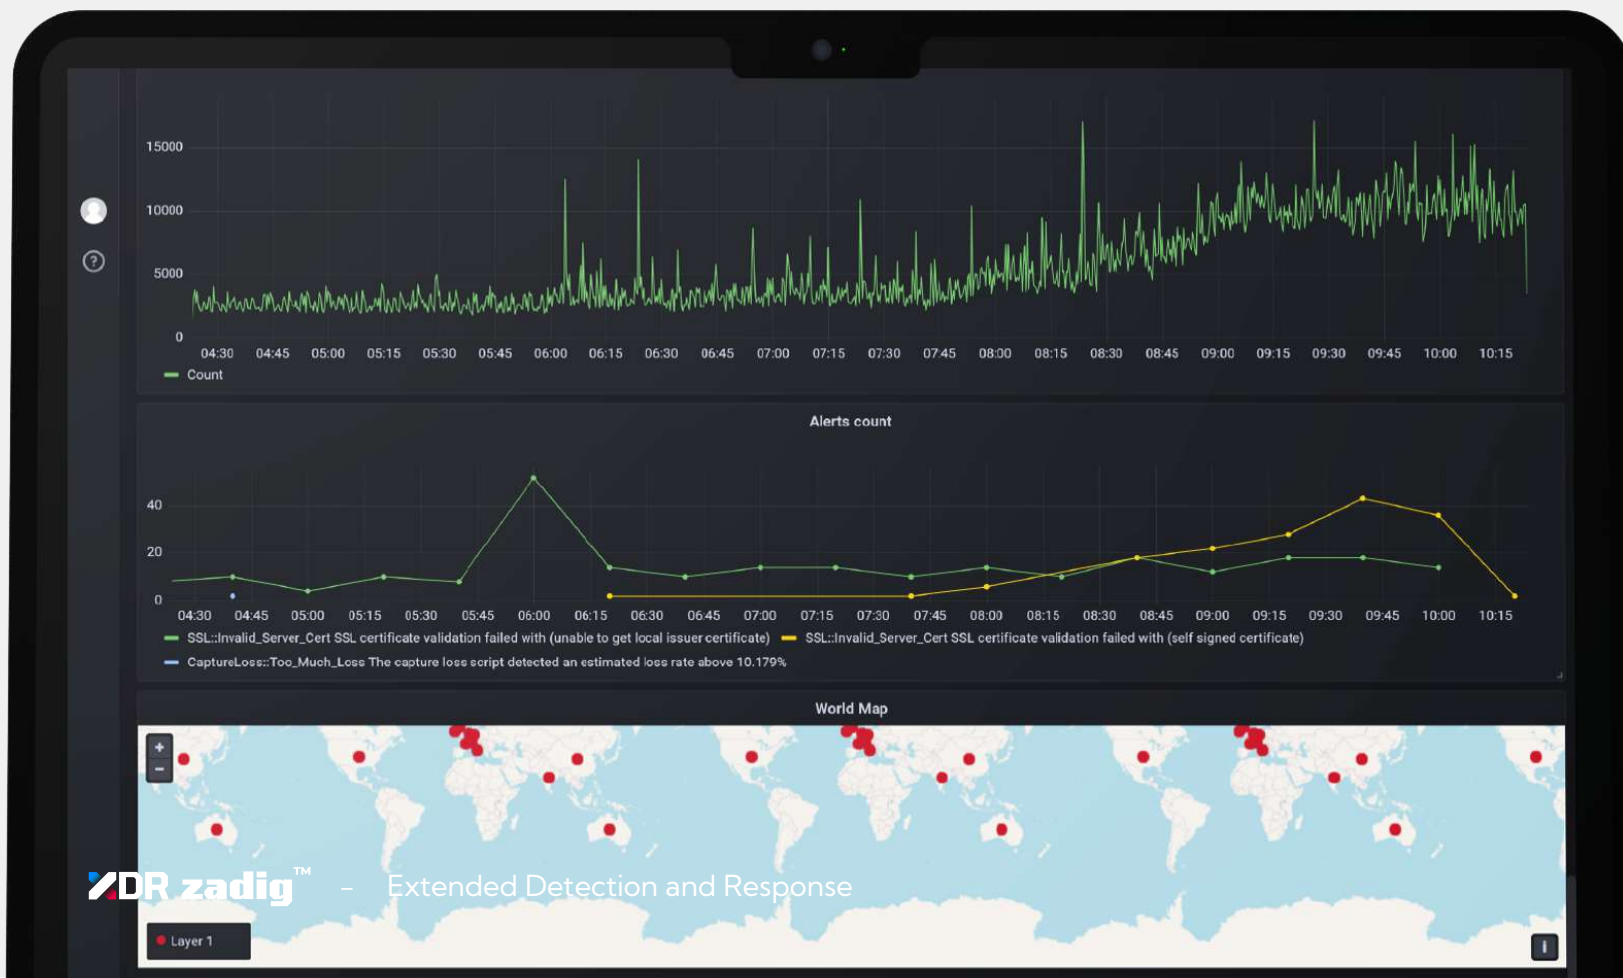 15000
10000
5000
0
04:30 04:45 05:00 05:15 05:30 05:45 06:00 06:15 06:30 06:45 07:00 07:15 07:30 07:45 08:00 08:15 08:30 08:45 09:00 09:15 09:30 09:45 10:00 10:15
Count
Alerts count
40
20
0
04:30 04:45 05:00 05:15 05:30 05:45 06:00 06:15 06:30 06:45 07:00 07:15 07:30 07:45 08:00 08:15 08:30 08:45 09:00 09:15 09:30 09:45 10:00 10:15
SSL::Invalid_Server_Cert SSL certificate validation failed with (unable to get local issuer certificate) SSL::Invalid_Server_Cert SSL certificate validation failed with (self signed certificate)
CaptureLoss::Too_Much_Loss The capture loss script detected an estimated loss rate above 10.179%
World Map
+
−
XDR zadig™ - Extended Detection and Response
Layer 1
i
?